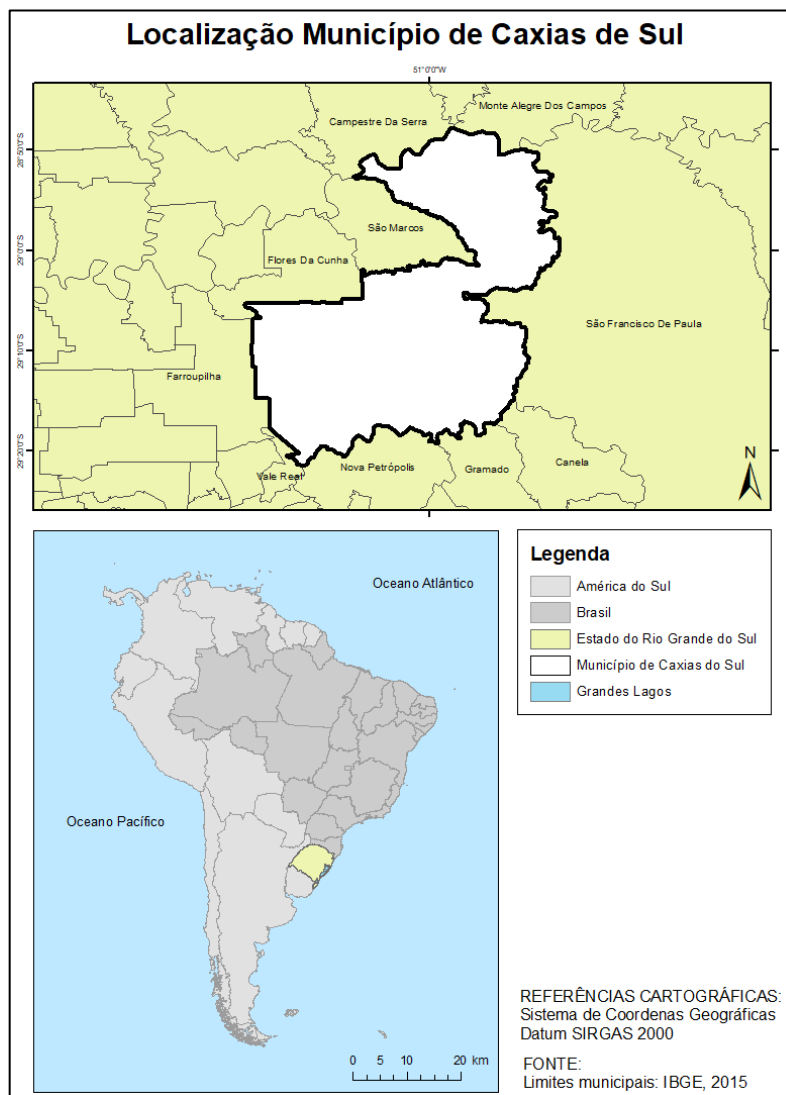 Localização Município de Caxias de Sul
51°0'0"W
Monte Alegre Dos Campos
Campestre Da Serra
28°50'S
São Marcos
29°0'S
Flores Da Cunha
São Francisco De Paula
29°10'S
Farroupilha
29°20'S
Vale Real
Nova Petrópolis
Gramado
Canela
N
Oceano Atlântico
Oceano Pacífico
0 5 10 20 km
Legenda
América do Sul
Brasil
Estado do Rio Grande do Sul
Município de Caxias do Sul
Grandes Lagos
REFERÊNCIAS CARTOGRÁFICAS:
Sistema de Coordenas Geográficas
Datum SIRGAS 2000
FONTE:
Limites municipais: IBGE, 2015